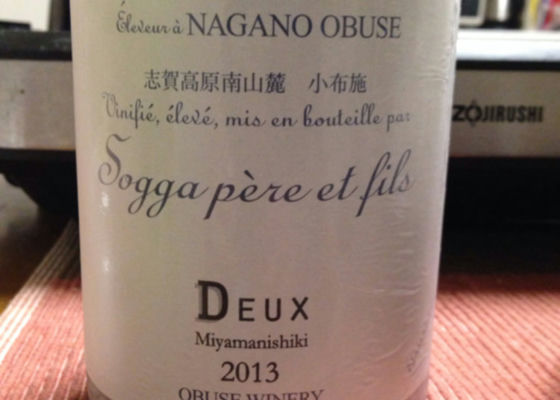 Éleveur à NAGANO OBUSE
志賀高原南山麓 小布施
Vinifié, élevé, mis en bouteille par
Sogga père et fils
DEUX
Miyamanishiki
2013
OBUSE WINERY
ZOJIRUSHI